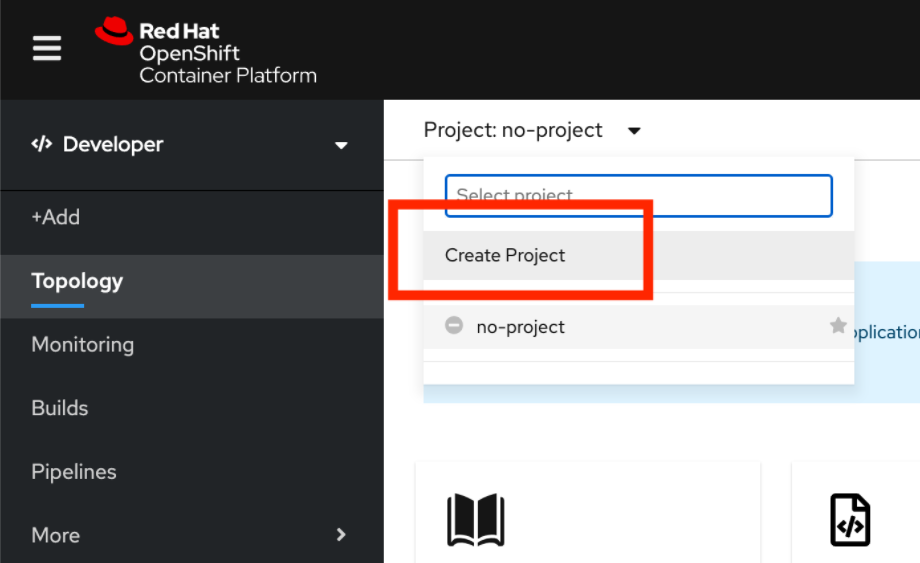 Red Hat
OpenShift
Container Platform
Developer
+Add
Topology
Monitoring
Builds
Pipelines
More
Project: no-project
Select project
Create Project
no-project